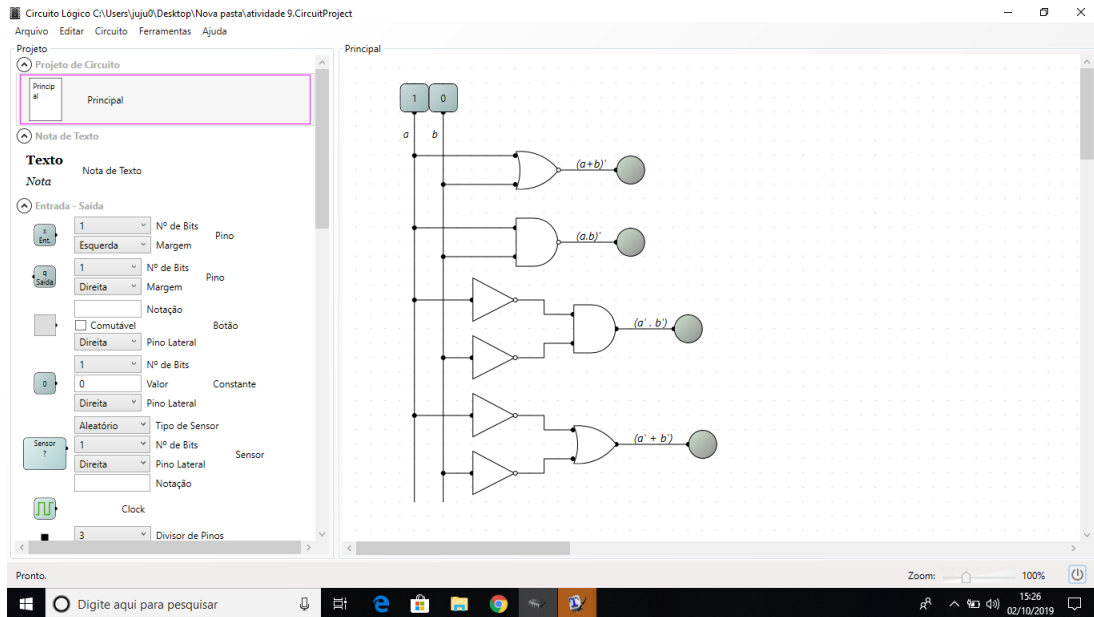 Circuito Lógico C:\Users\juju0\Desktop\Nova pasta\atividade 9.CircuitProject
Arquivo Editar Circuito Ferramentas Ajuda
Projeto
Projeto de Circuito
Princip
al
Principal
Nota de Texto
Texto
Nota
Nota de Texto
Entrada - Saída
x
Ent.
1 Nº de Bits
Esquerda Margem
Pino
q
Saída
1 Nº de Bits
Direita Margem
Pino
Notação
Comutável
Botão
Direita Pino Lateral
1 Nº de Bits
0
0 Valor
Constante
Direita Pino Lateral
Aleatório Tipo de Sensor
Sensor
?
1 Nº de Bits
Sensor
Direita Pino Lateral
Notação
Clock
3 Divisor de Pinos
Principal
1 0
a b
(a+b)'
(a.b)'
(a' . b')
(a' + b')
Pronto.
Zoom: 100%
Digite aqui para pesquisar
15:26
02/10/2019